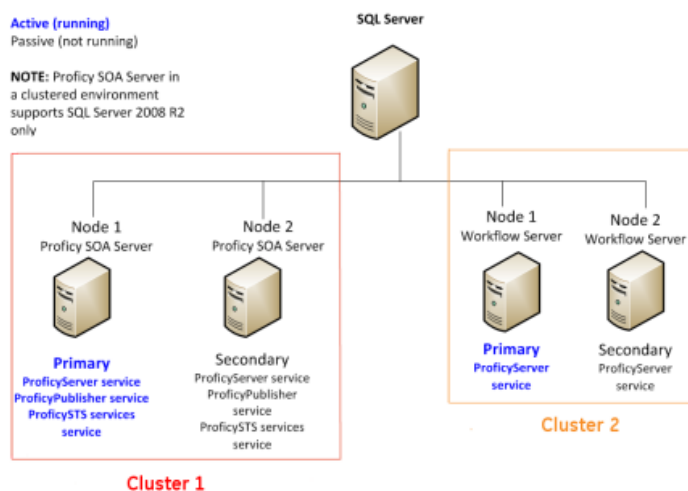 Active (running)
Passive (not running)
NOTE: Proficy SOA Server in
a clustered environment
supports SQL Server 2008 R2
only
SQL Server
Node 1
Proficy SOA Server
Node 2
Proficy SOA Server
Node 1
Workflow Server
Node 2
Workflow Server
Primary
ProficyServer service
ProficyPublisher service
ProficySTS services
service
Secondary
ProficyServer service
ProficyPublisher
service
ProficySTS services
service
Primary
ProficyServer
service
Secondary
ProficyServer
service
Cluster 1
Cluster 2